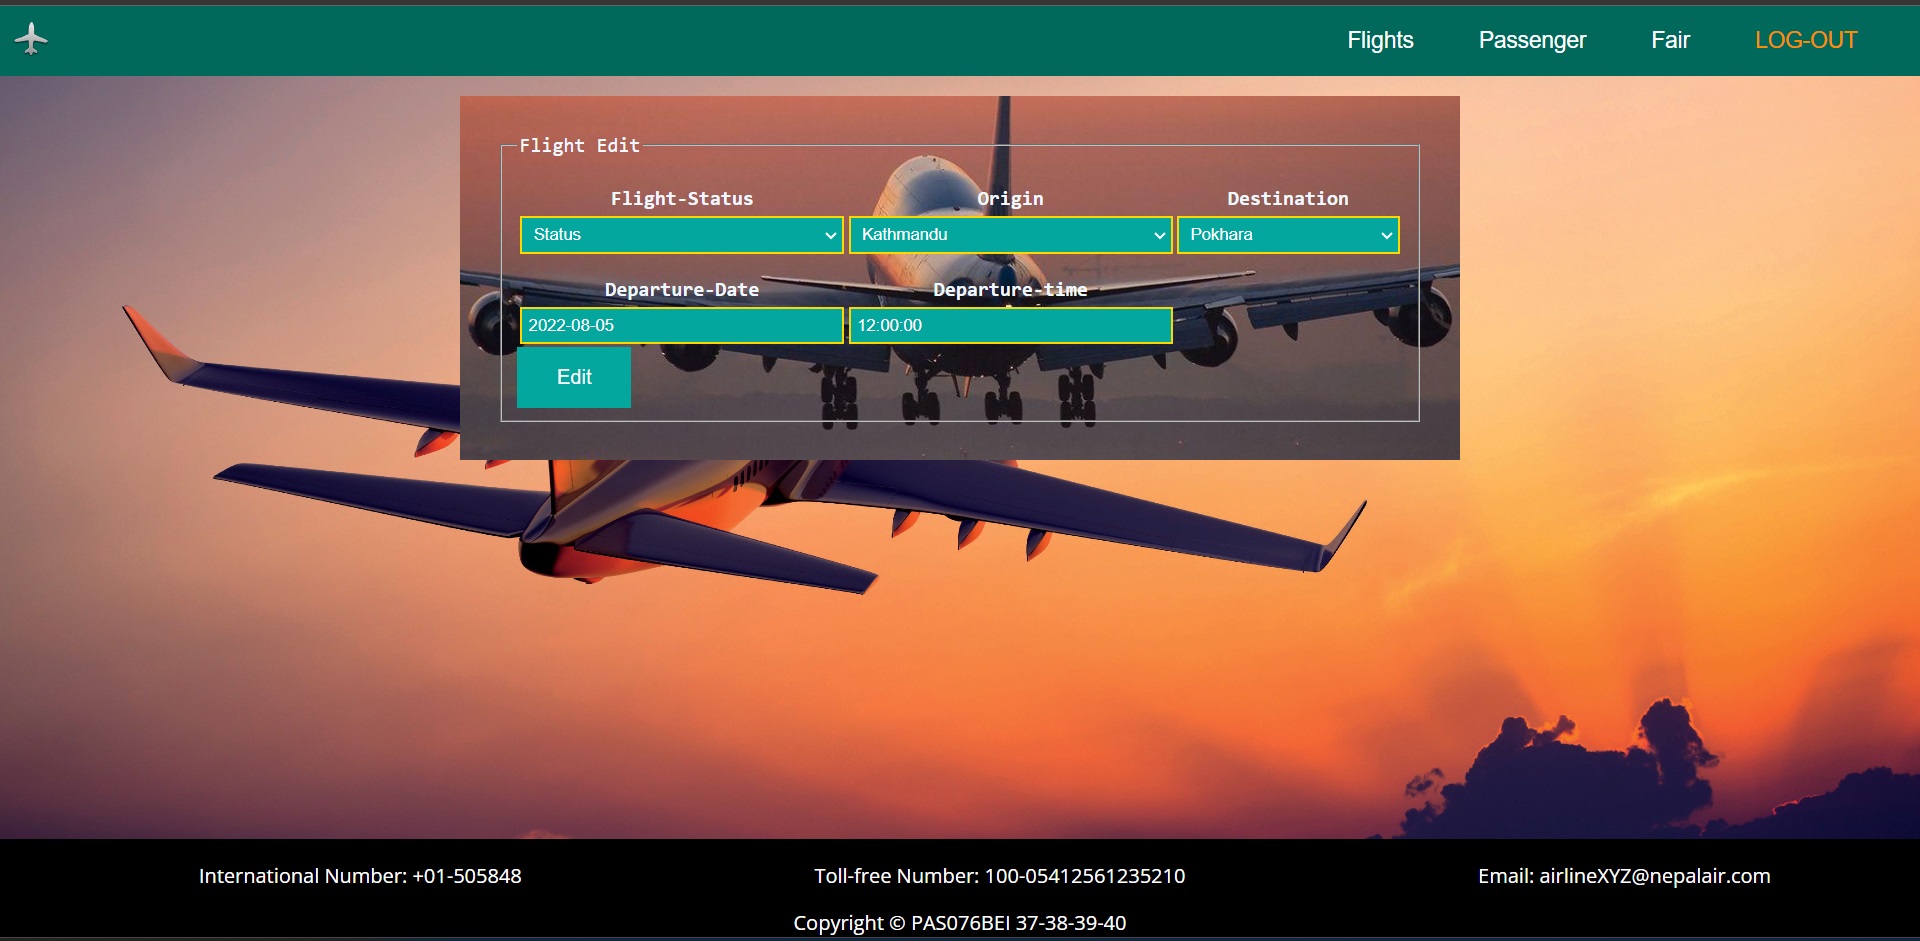 Flights Passenger Fair LOG-OUT
Flight Edit
Flight-Status Origin Destination
Status Kathmandu Pokhara
Departure-Date Departure-time
2022-08-05 12:00:00
Edit
International Number: +01-505848 Toll-free Number: 100-05412561235210 Email: airlineXYZ@nepalair.com
Copyright © PAS076BEI 37-38-39-40